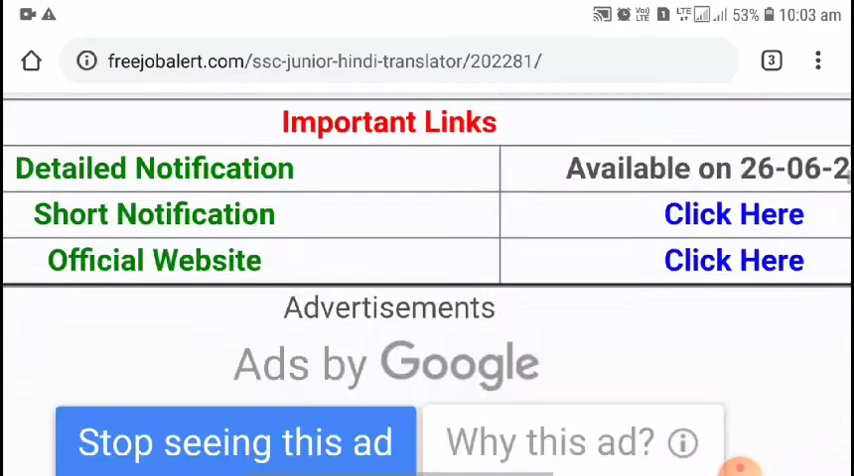 LTE 53% 10:03 am
freejobalert.com/ssc-junior-hindi-translator/202281/ 3
Important Links
Detailed Notification Available on 26-06-2
Short Notification Click Here
Official Website Click Here
Advertisements
Ads by Google
Stop seeing this ad Why this ad?